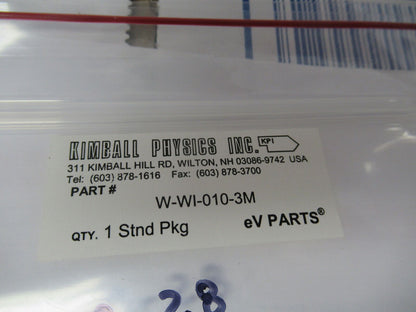 KIMBALL PHYSICS INC. KPI
311 KIMBALL HILL RD, WILTON, NH 03086-9742 USA
Tel: (603) 878-1616 Fax: (603) 878-3700
PART #
W-WI-010-3M
QTY. 1 Stnd Pkg eV PARTS®
2.8